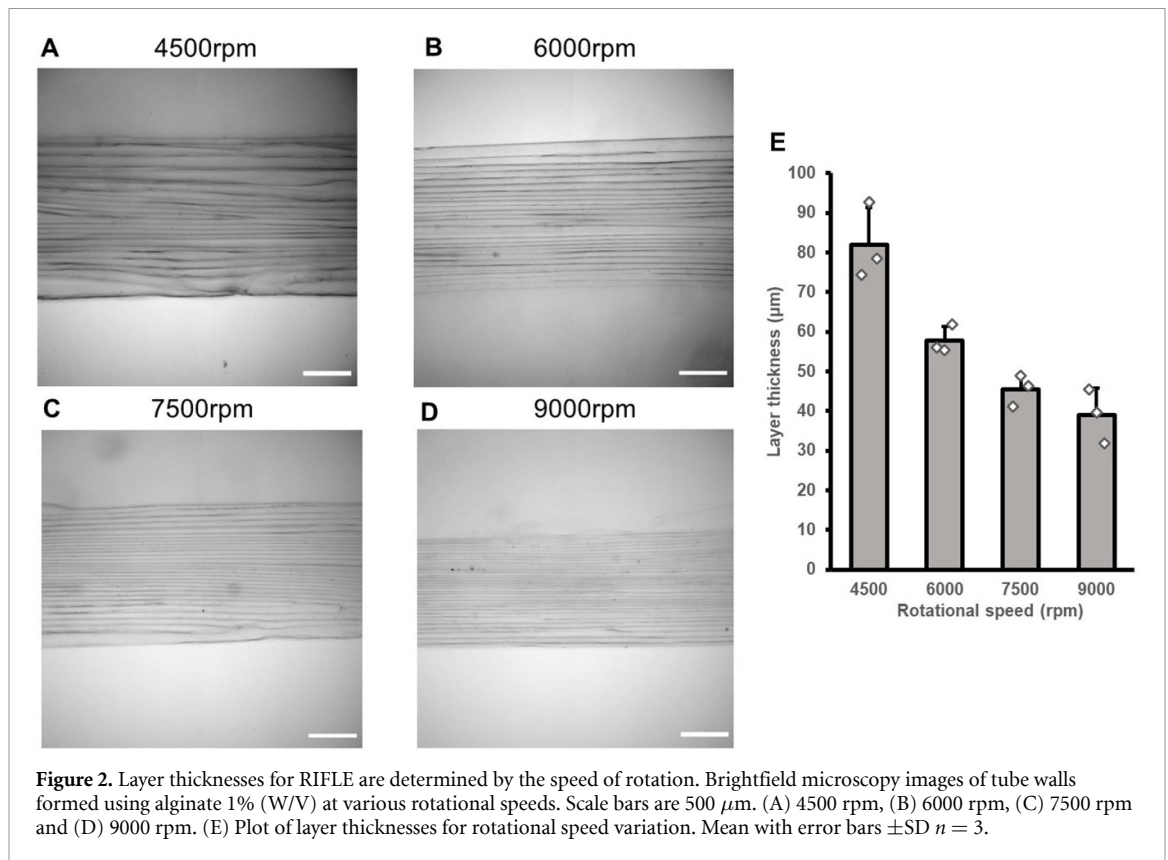 A
4500rpm
B
6000rpm
C
7500rpm
D
9000rpm
E
100
90
80
70
60
50
40
30
20
10
0
Layer thickness (μm)
4500 6000 7500 9000
Rotational speed (rpm)
Figure 2. Layer thicknesses for RIFLE are determined by the speed of rotation. Brightfield microscopy images of tube walls
formed using alginate 1% (W/V) at various rotational speeds. Scale bars are 500 μm. (A) 4500 rpm, (B) 6000 rpm, (C) 7500 rpm
and (D) 9000 rpm. (E) Plot of layer thicknesses for rotational speed variation. Mean with error bars ±SD n = 3.